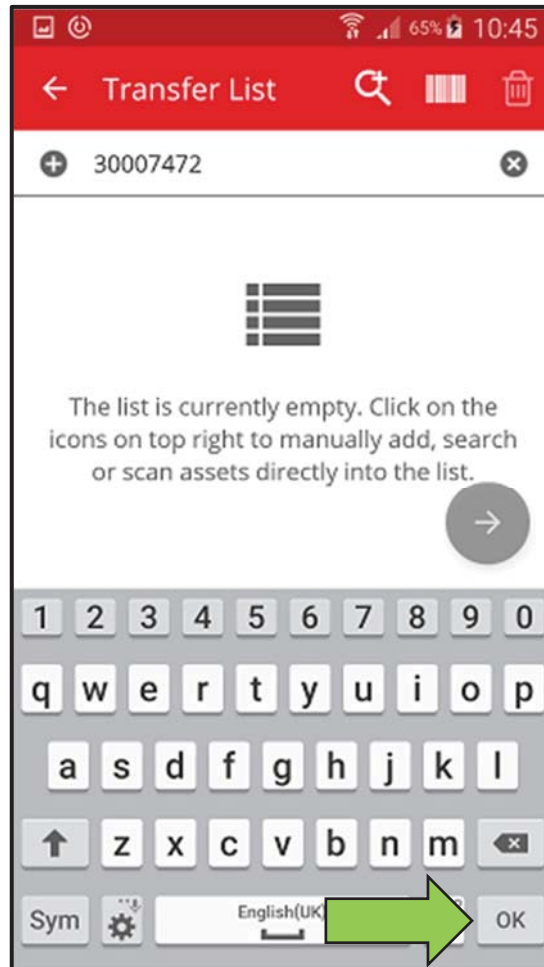 65% 10:45
Transfer List
30007472
The list is currently empty. Click on the
icons on top right to manually add, search
or scan assets directly into the list.
1 2 3 4 5 6 7 8 9 0
q w e r t y u i o p
a s d f g h j k l
z x c v b n m
Sym English(UK) OK